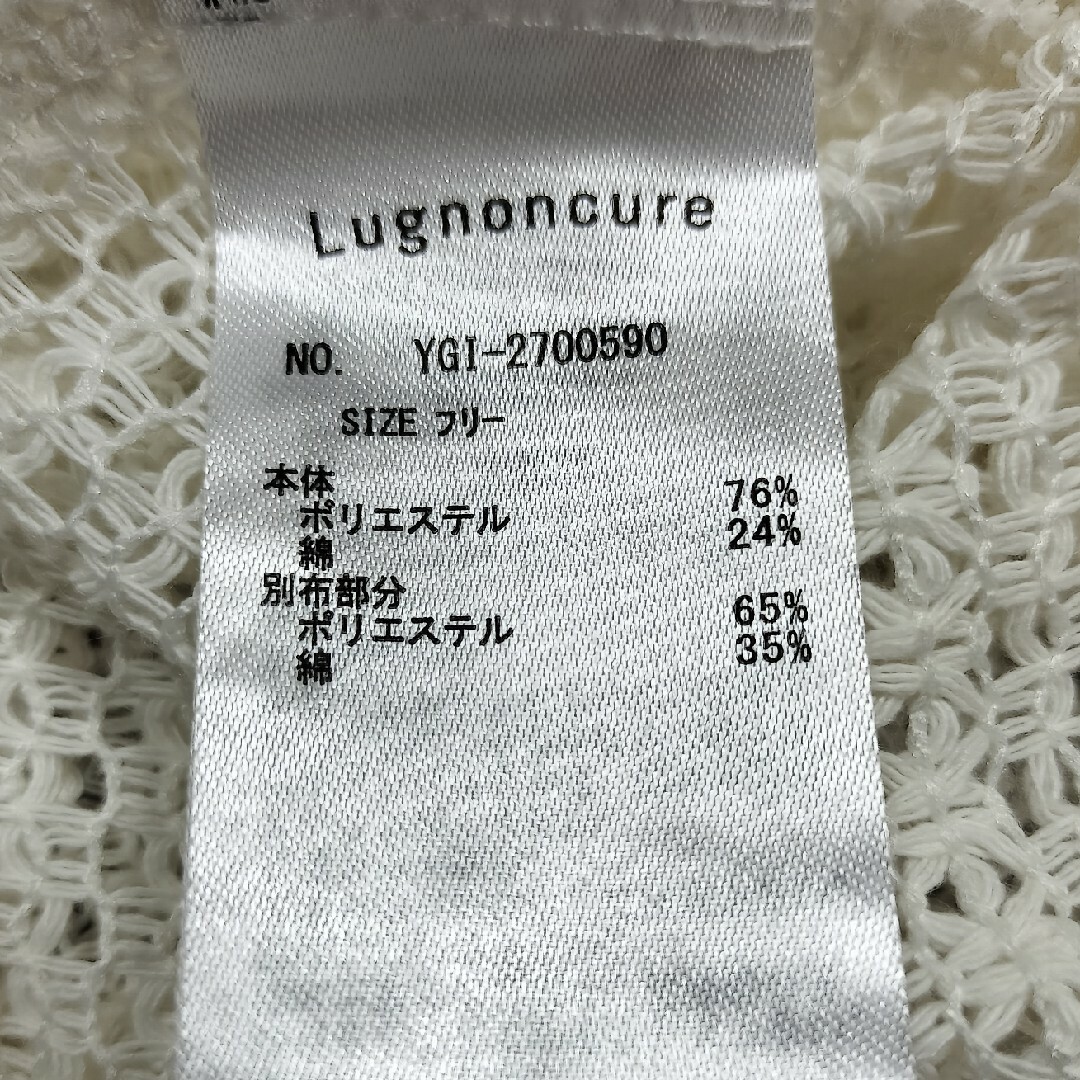 Lugnoncure
NO. YGI-2700590
SIZE フリー
本体
ポリエステル 76%
綿 24%
別布部分
ポリエステル 65%
綿 35%